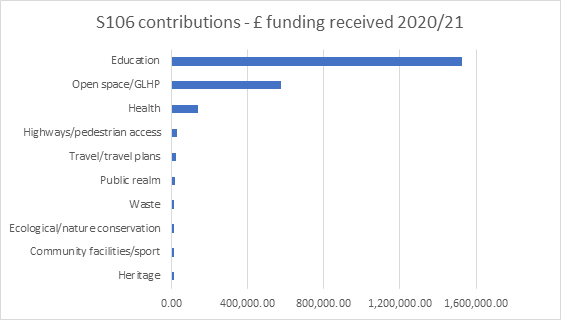 S106 contributions - £ funding received 2020/21
Education
Open space/GLHP
Health
Highways/pedestrian access
Travel/travel plans
Public realm
Waste
Ecological/nature conservation
Community facilities/sport
Heritage
0.00 400,000.00 800,000.00 1,200,000.00 1,600,000.00